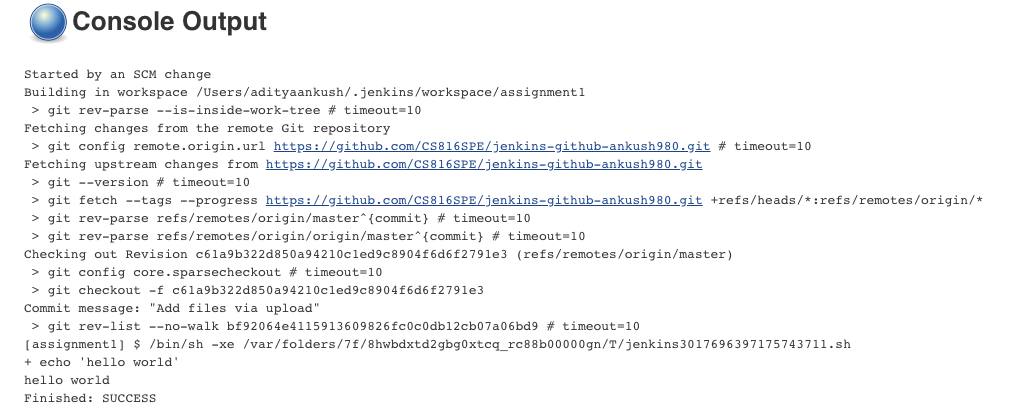 Console Output
Started by an SCM change
Building in workspace /Users/adityaankush/.jenkins/workspace/assignment1
 > git rev-parse --is-inside-work-tree # timeout=10
Fetching changes from the remote Git repository
 > git config remote.origin.url https://github.com/CS816SPE/jenkins-github-ankush980.git # timeout=10
Fetching upstream changes from https://github.com/CS816SPE/jenkins-github-ankush980.git
 > git --version # timeout=10
 > git fetch --tags --progress https://github.com/CS816SPE/jenkins-github-ankush980.git +refs/heads/*:refs/remotes/origin/*
 > git rev-parse refs/remotes/origin/master^{commit} # timeout=10
 > git rev-parse refs/remotes/origin/origin/master^{commit} # timeout=10
Checking out Revision c61a9b322d850a94210c1ed9c8904f6d6f2791e3 (refs/remotes/origin/master)
 > git config core.sparsecheckout # timeout=10
 > git checkout -f c61a9b322d850a94210c1ed9c8904f6d6f2791e3
Commit message: "Add files via upload"
 > git rev-list --no-walk bf92064e4115913609826fc0c0db12cb07a06bd9 # timeout=10
[assignment1] $ /bin/sh -xe /var/folders/7f/8hwbdxtd2gbg0xtcq_rc88b00000gn/T/jenkins3017696397175743711.sh
+ echo 'hello world'
hello world
Finished: SUCCESS